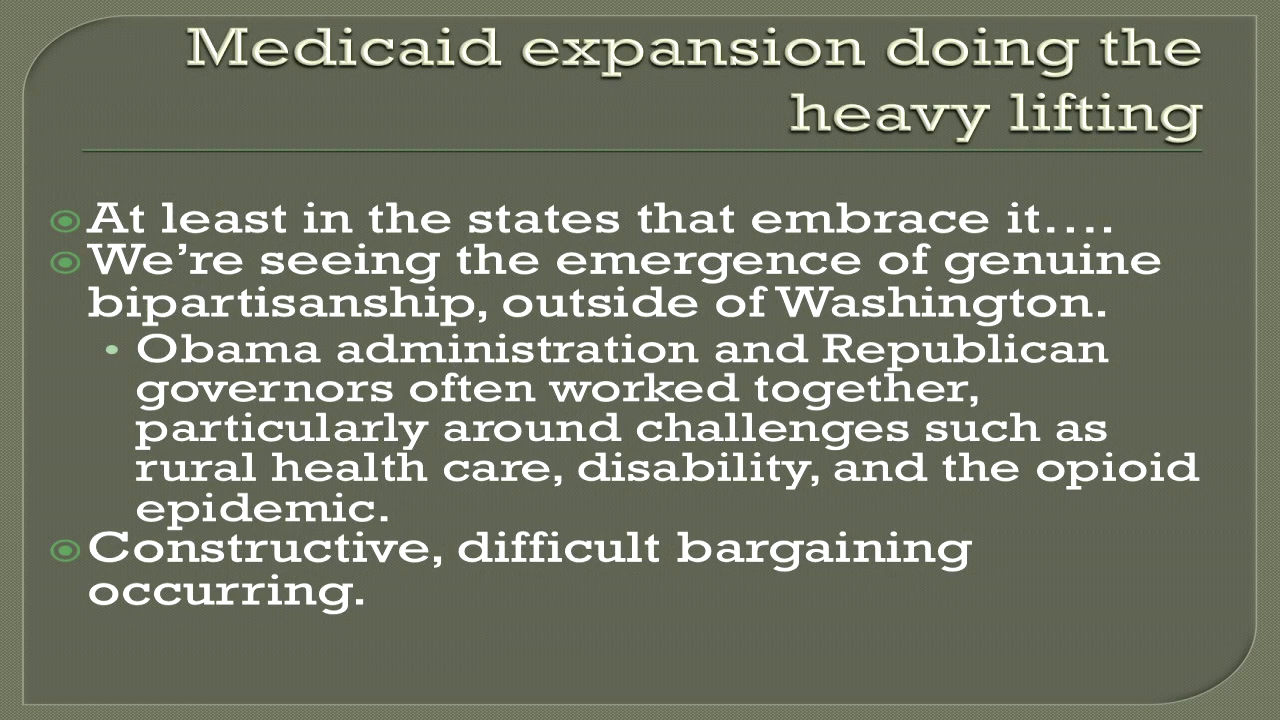 Medicaid expansion doing the
heavy lifting
At least in the states that embrace it….
We’re seeing the emergence of genuine
bipartisanship, outside of Washington.
Obama administration and Republican
governors often worked together,
particularly around challenges such as
rural health care, disability, and the opioid
epidemic.
Constructive, difficult bargaining
occurring.